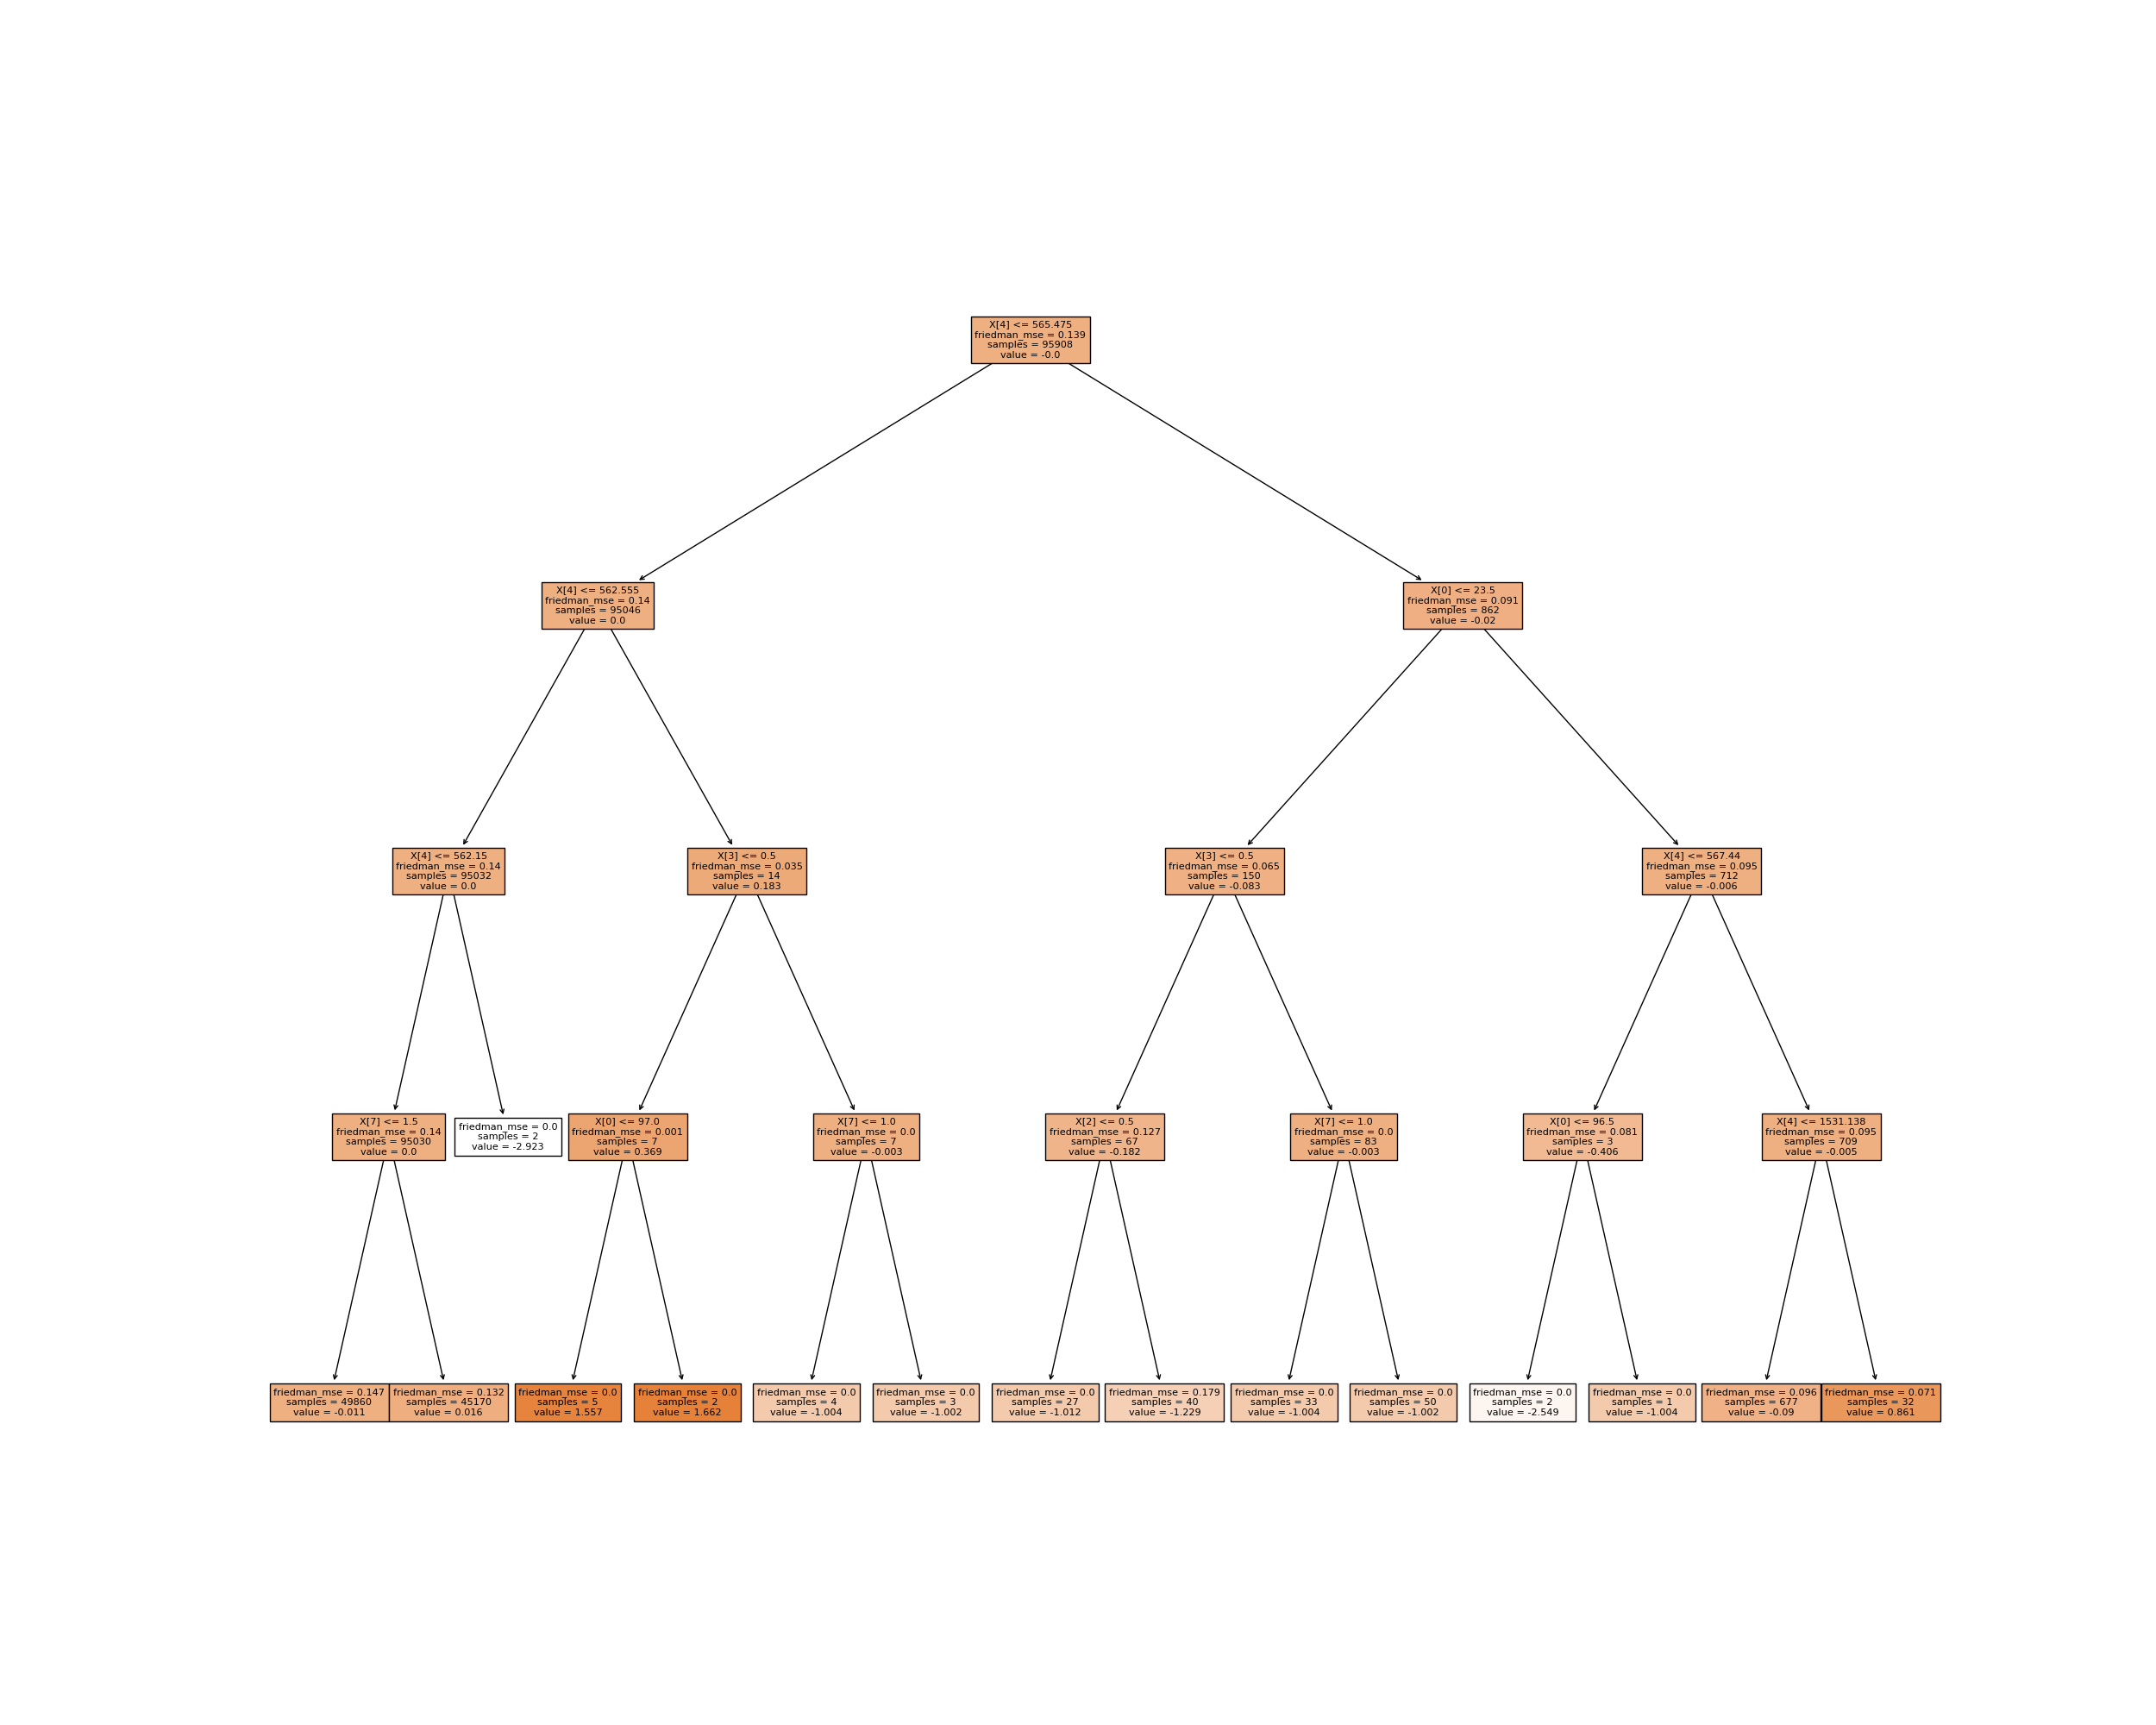 X[4] <= 565.475
friedman_mse = 0.139
samples = 95908
value = -0.0
X[4] <= 562.555
friedman_mse = 0.14
samples = 95046
value = 0.0
X[0] <= 23.5
friedman_mse = 0.091
samples = 862
value = -0.02
X[4] <= 562.15
friedman_mse = 0.14
samples = 95032
value = 0.0
X[3] <= 0.5
friedman_mse = 0.035
samples = 14
value = 0.183
X[3] <= 0.5
friedman_mse = 0.065
samples = 150
value = -0.083
X[4] <= 567.44
friedman_mse = 0.095
samples = 712
value = -0.006
X[7] <= 1.5
friedman_mse = 0.14
samples = 95030
value = 0.0
friedman_mse = 0.0
samples = 2
value = -2.923
X[0] <= 97.0
friedman_mse = 0.001
samples = 7
value = 0.369
X[7] <= 1.0
friedman_mse = 0.0
samples = 7
value = -0.003
X[2] <= 0.5
friedman_mse = 0.127
samples = 67
value = -0.182
X[7] <= 1.0
friedman_mse = 0.0
samples = 83
value = -0.003
X[0] <= 96.5
friedman_mse = 0.081
samples = 3
value = -0.406
X[4] <= 1531.138
friedman_mse = 0.095
samples = 709
value = -0.005
friedman_mse = 0.147
samples = 49860
value = -0.011
friedman_mse = 0.132
samples = 45170
value = 0.016
friedman_mse = 0.0
samples = 5
value = 1.557
friedman_mse = 0.0
samples = 2
value = 1.662
friedman_mse = 0.0
samples = 4
value = -1.004
friedman_mse = 0.0
samples = 3
value = -1.002
friedman_mse = 0.0
samples = 27
value = -1.012
friedman_mse = 0.179
samples = 40
value = -1.229
friedman_mse = 0.0
samples = 33
value = -1.004
friedman_mse = 0.0
samples = 50
value = -1.002
friedman_mse = 0.0
samples = 2
value = -2.549
friedman_mse = 0.0
samples = 1
value = -1.004
friedman_mse = 0.096
samples = 677
value = -0.09
friedman_mse = 0.071
samples = 32
value = 0.861